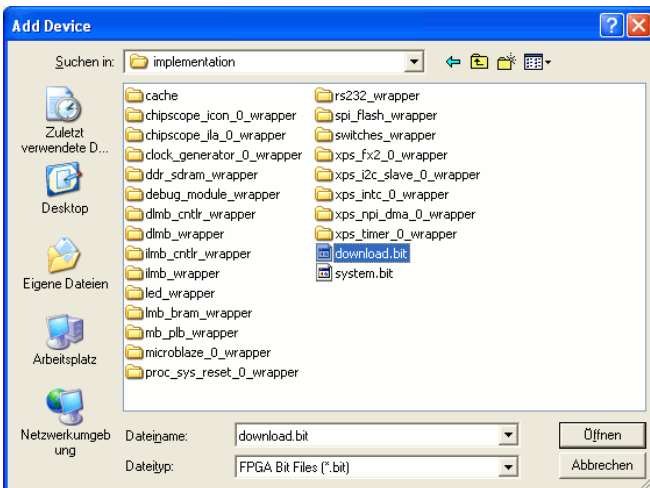 Add Device
Suchen in:
implementation
Zuletzt
verwendete D...
Desktop
Eigene Dateien
Arbeitsplatz
Netzwerkumgeb
ung
cache
chipscope_icon_0_wrapper
chipscope_ila_0_wrapper
clock_generator_0_wrapper
ddr_sdram_wrapper
debug_module_wrapper
dlmb_cntlr_wrapper
dlmb_wrapper
ilmb_cntlr_wrapper
ilmb_wrapper
led_wrapper
lmb_bram_wrapper
mb_plb_wrapper
microblaze_0_wrapper
proc_sys_reset_0_wrapper
rs232_wrapper
spi_flash_wrapper
switches_wrapper
xps_fx2_0_wrapper
xps_i2c_slave_0_wrapper
xps_intc_0_wrapper
xps_npi_dma_0_wrapper
xps_timer_0_wrapper
download.bit
system.bit
Dateiname:
download.bit
Öffnen
Dateityp:
FPGA Bit Files (*.bit)
Abbrechen